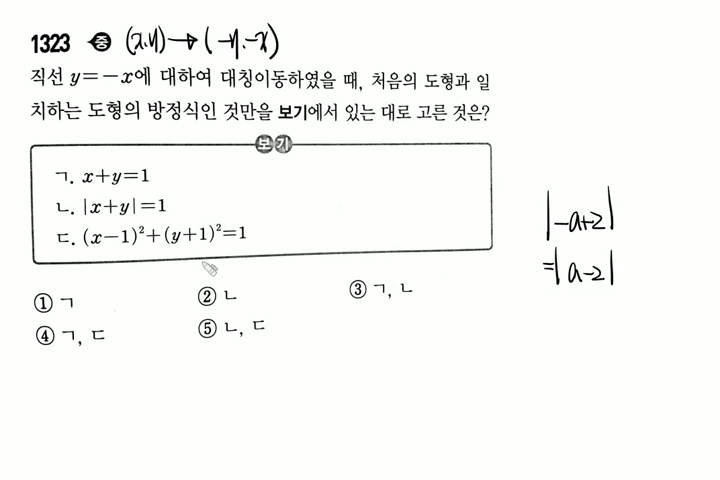 1323 중 (x,y)→(-y,-x)
직선 y=-x에 대하여 대칭이동하였을 때, 처음의 도형과 일
치하는 도형의 방정식인 것만을 보기에서 있는 대로 고른 것은?
보기
ㄱ. x+y=1
ㄴ. |x+y|=1
ㄷ. (x-1)²+(y+1)²=1
|-a+2|
=|a-2|
① ㄱ ② ㄴ ③ ㄱ, ㄴ
④ ㄱ, ㄷ ⑤ ㄴ, ㄷ